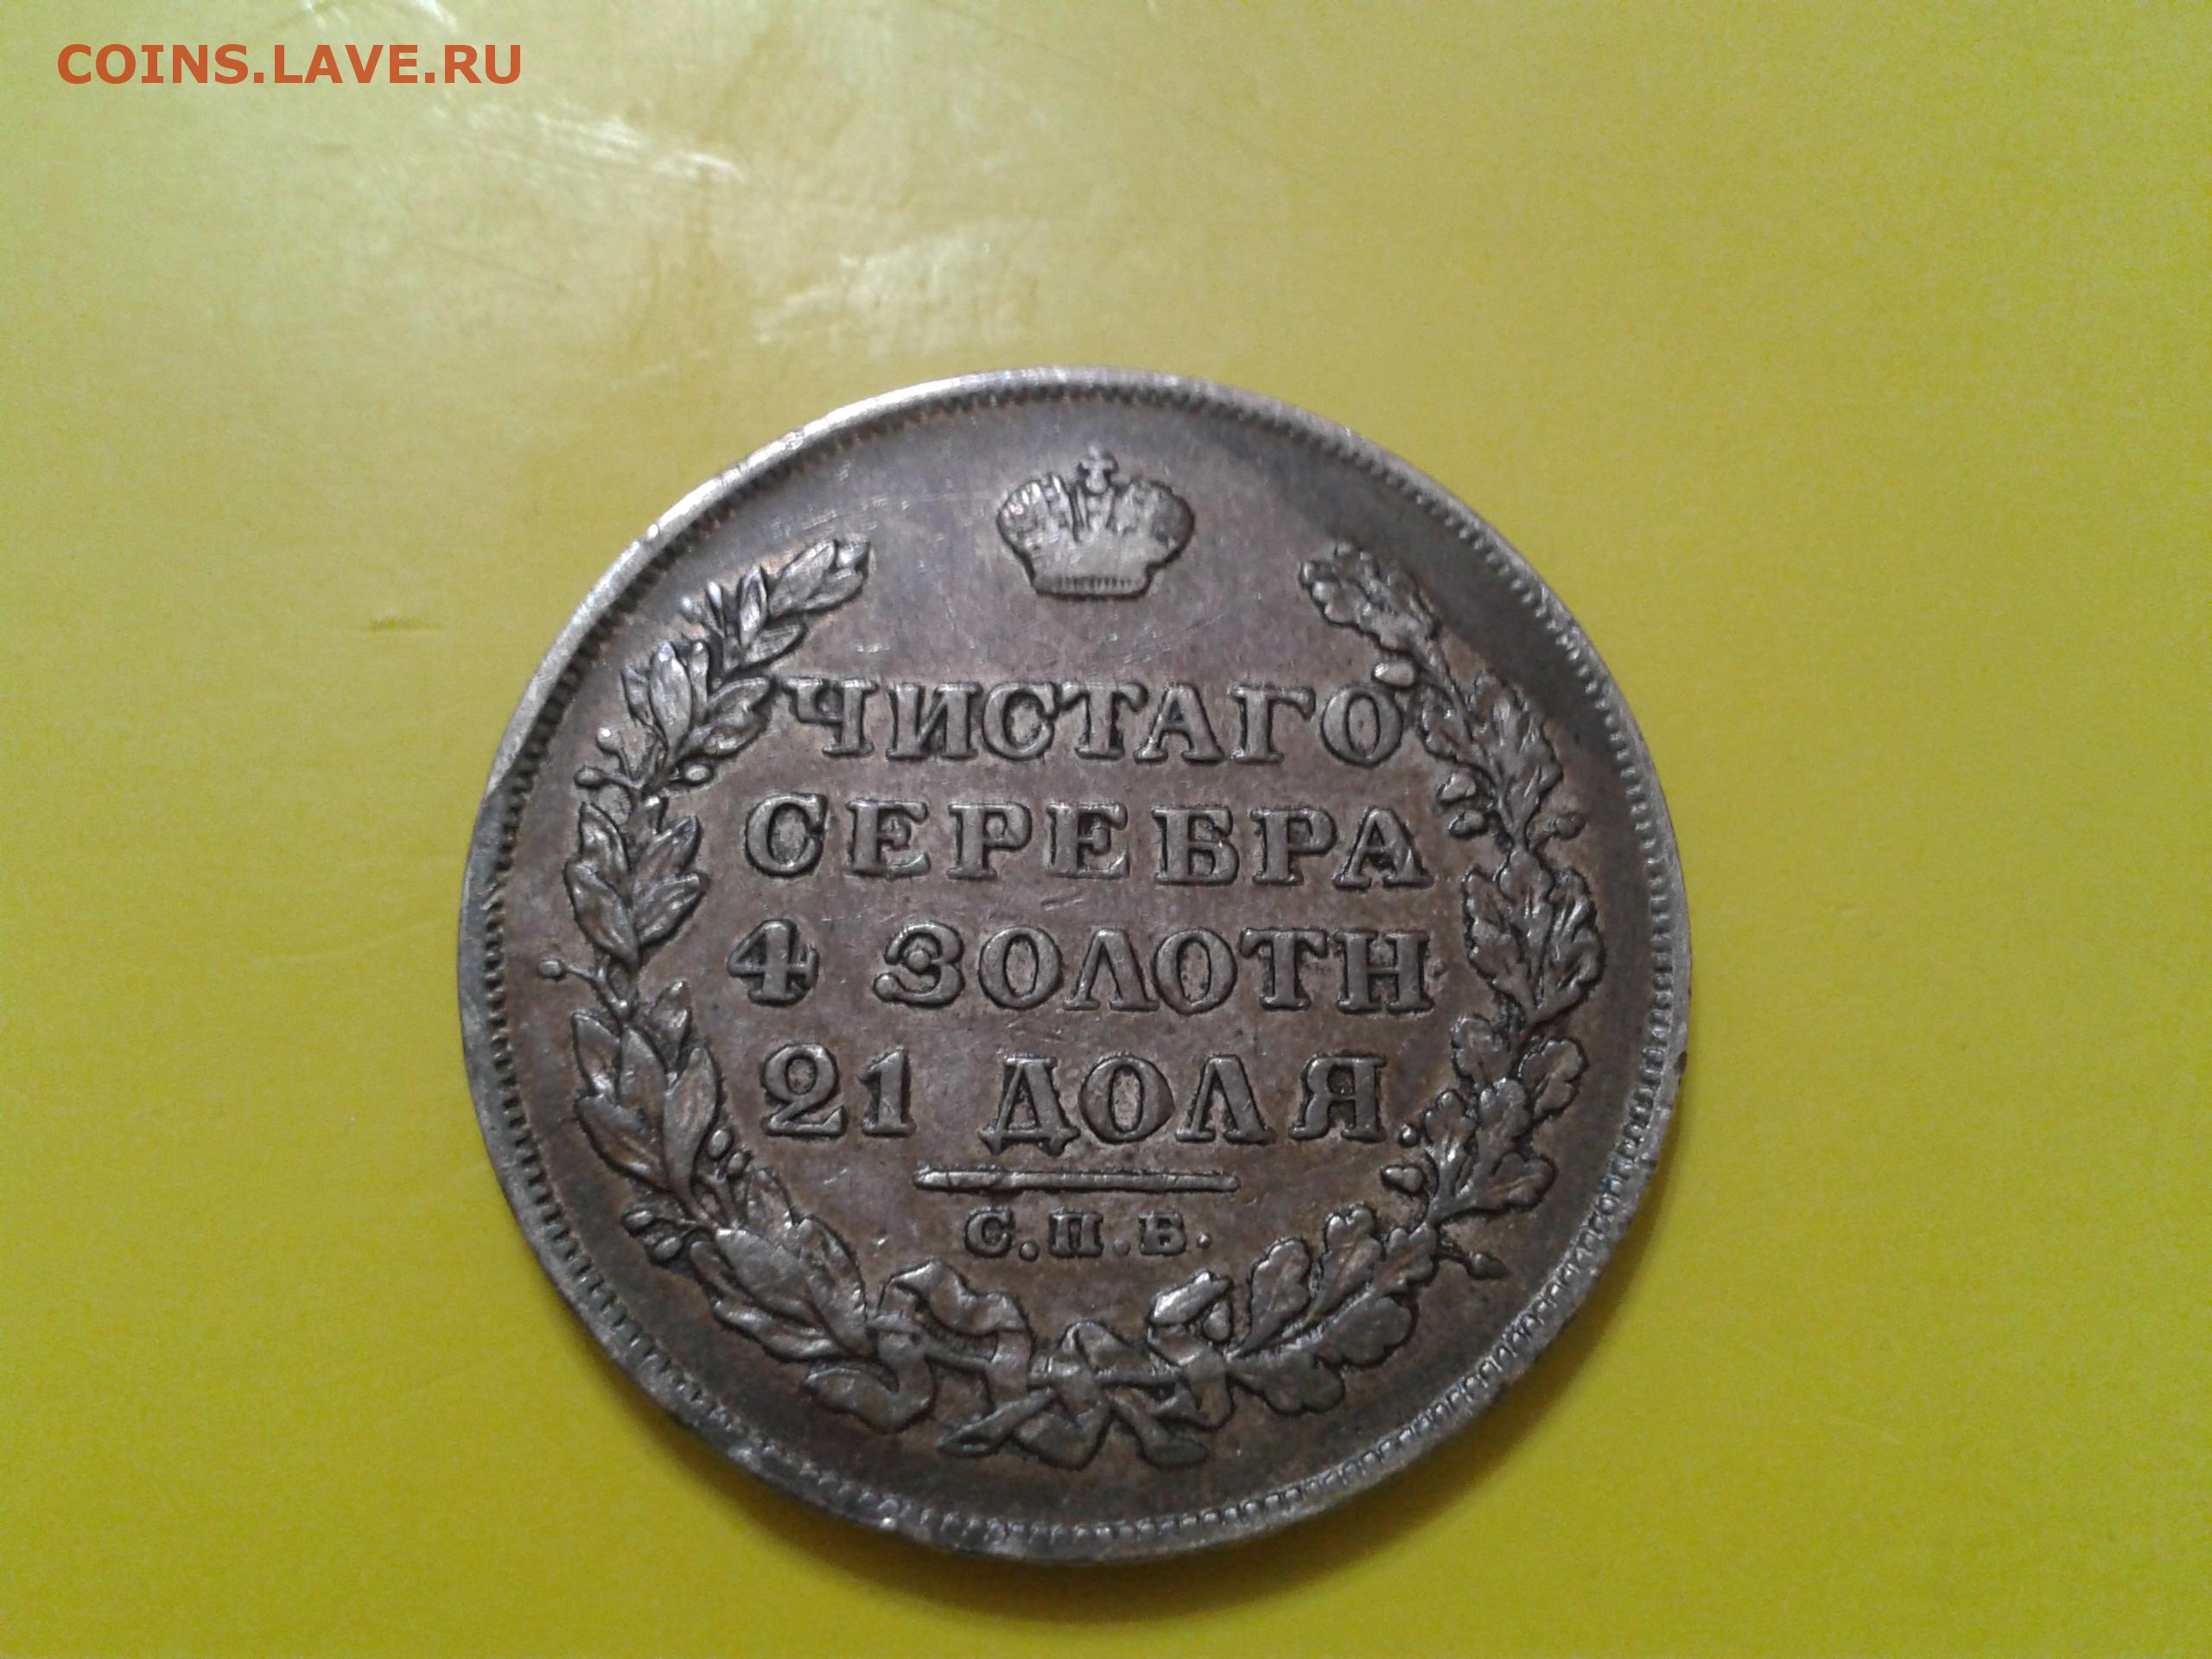 COINS.LAVE.RU
ЧИСТАГО
СЕРЕБРА
4 ЗОЛОТН.
21 ДОЛЯ
С.П.Б.